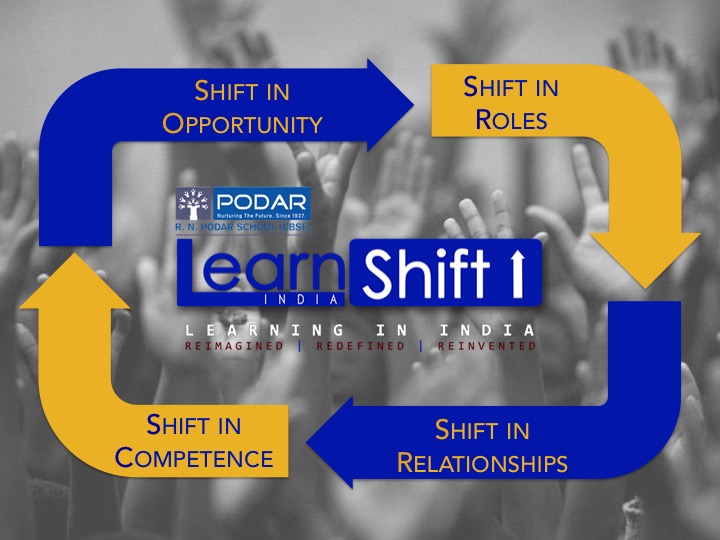 SHIFT IN
OPPORTUNITY
SHIFT IN
ROLES
PODAR
Nurturing The Future. Since 1927.
R. N. PODAR SCHOOL (CBSE)
Learn Shift
INDIA
LEARNING IN INDIA
REIMAGINED | REDEFINED | REINVENTED
SHIFT IN
COMPETENCE
SHIFT IN
RELATIONSHIPS